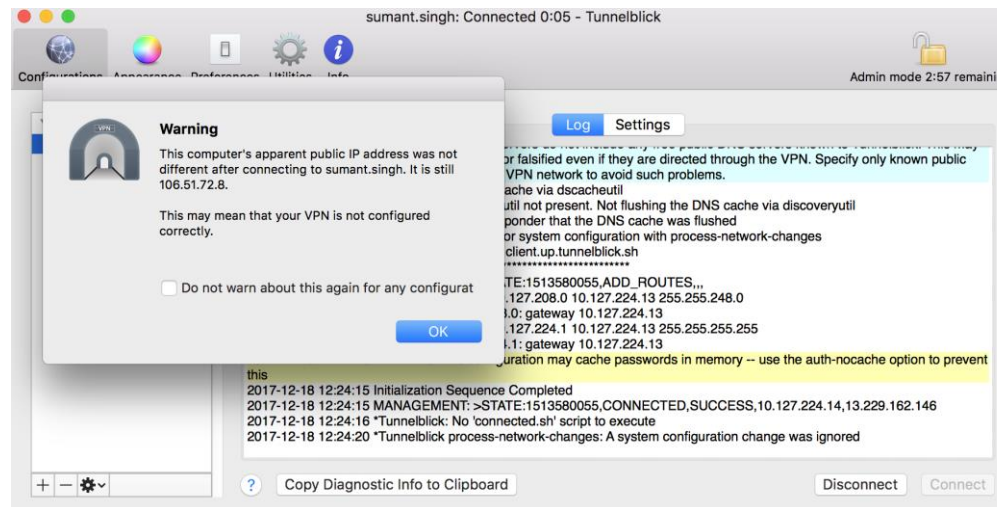 sumant.singh: Connected 0:05 - Tunnelblick
Configurations Appearance Preferences Utilities Info
Admin mode 2:57 remaini
VPN
Warning
This computer's apparent public IP address was not
different after connecting to sumant.singh. It is still
106.51.72.8.
This may mean that your VPN is not configured
correctly.
Do not warn about this again for any configurat
OK
Log Settings
or falsified even if they are directed through the VPN. Specify only known public
VPN network to avoid such problems.
ache via dscacheutil
util not present. Not flushing the DNS cache via discoveryutil
ponder that the DNS cache was flushed
or system configuration with process-network-changes
client.up.tunnelblick.sh
**************************
TE:1513580055,ADD_ROUTES,,,
.127.208.0 10.127.224.13 255.255.248.0
3.0: gateway 10.127.224.13
.127.224.1 10.127.224.13 255.255.255.255
.1: gateway 10.127.224.13
guration may cache passwords in memory -- use the auth-nocache option to prevent
this
2017-12-18 12:24:15 Initialization Sequence Completed
2017-12-18 12:24:15 MANAGEMENT: >STATE:1513580055,CONNECTED,SUCCESS,10.127.224.14,13.229.162.146
2017-12-18 12:24:16 *Tunnelblick: No 'connected.sh' script to execute
2017-12-18 12:24:20 *Tunnelblick process-network-changes: A system configuration change was ignored
+ −
? Copy Diagnostic Info to Clipboard
Disconnect Connect